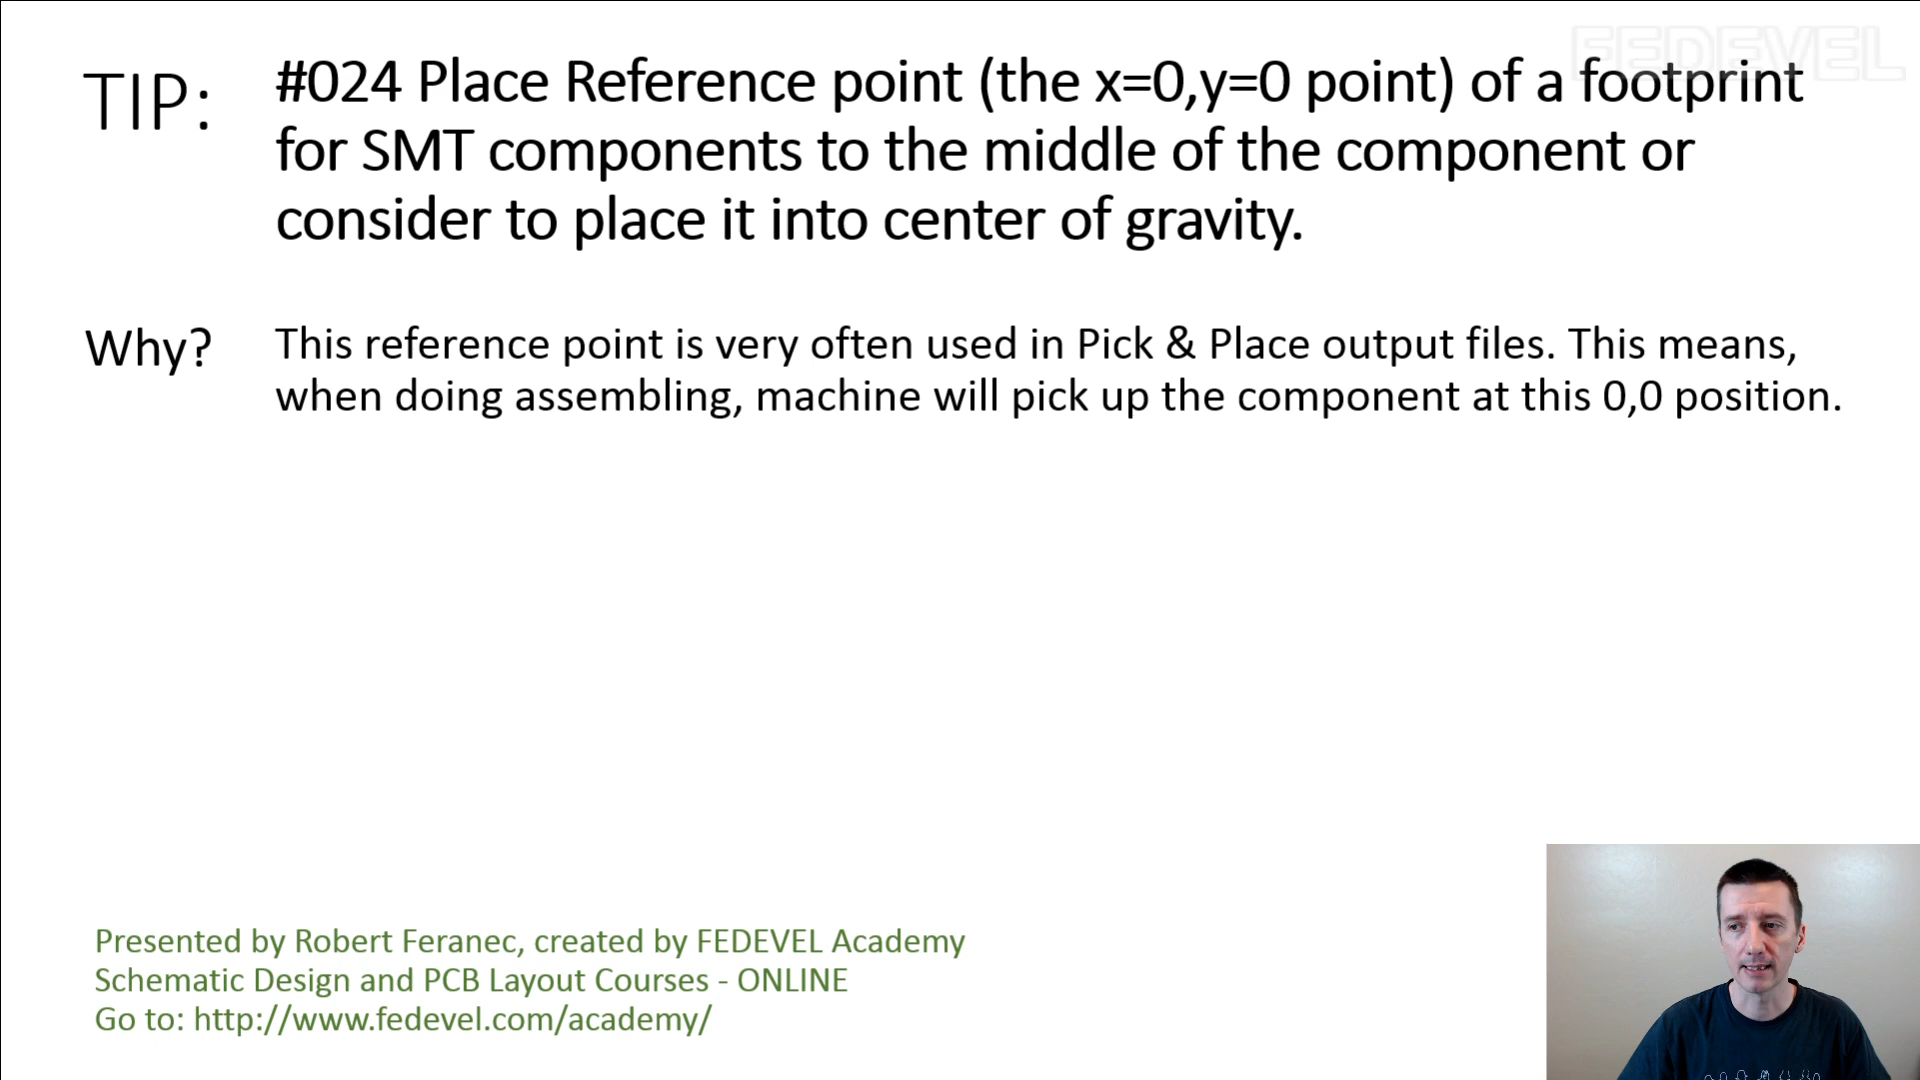 FEDEVEL
TIP:
#024 Place Reference point (the x=0,y=0 point) of a footprint
for SMT components to the middle of the component or
consider to place it into center of gravity.
Why?
This reference point is very often used in Pick & Place output files. This means,
when doing assembling, machine will pick up the component at this 0,0 position.
Presented by Robert Feranec, created by FEDEVEL Academy
Schematic Design and PCB Layout Courses - ONLINE
Go to: http://www.fedevel.com/academy/